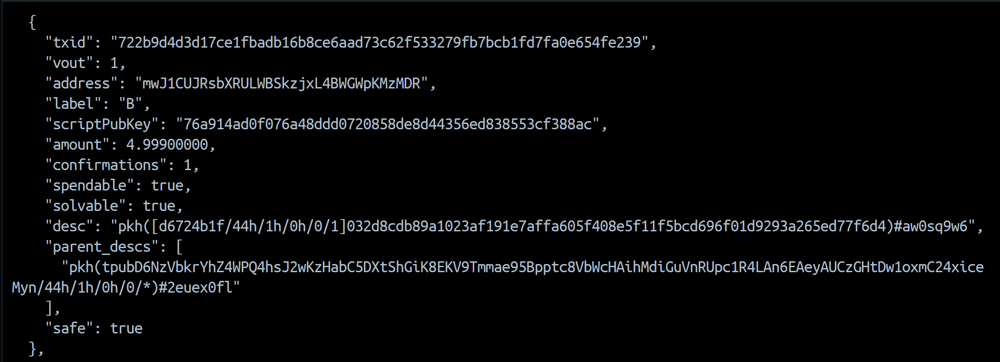 {
"txid": "722b9d4d3d17ce1fbadb16b8ce6aad73c62f533279fb7bcb1fd7fa0e654fe239",
"vout": 1,
"address": "mwJ1CUJRsbXRULWBSkzjxL4BWGWpKMzMDR",
"label": "B",
"scriptPubKey": "76a914ad0f076a48ddd0720858de8d44356ed838553cf388ac",
"amount": 4.99900000,
"confirmations": 1,
"spendable": true,
"solvable": true,
"desc": "pkh([d6724b1f/44h/1h/0h/0/1]032d8cdb89a1023af191e7affa605f408e5f11f5bcd696f01d9293a265ed77f6d4)#aw0sq9w6",
"parent_descs": [
"pkh(tpubD6NzVbkrYhZ4WPQ4hsJ2wKzHabC5DXtShGiK8EKV9Tmmae95Bpptc8VbWcHAihMdiGuVnRUpc1R4LAn6EAeyAUCzGHtDw1oxmC24xice
Myn/44h/1h/0h/0/*)#2euex0fl"
],
"safe": true
},